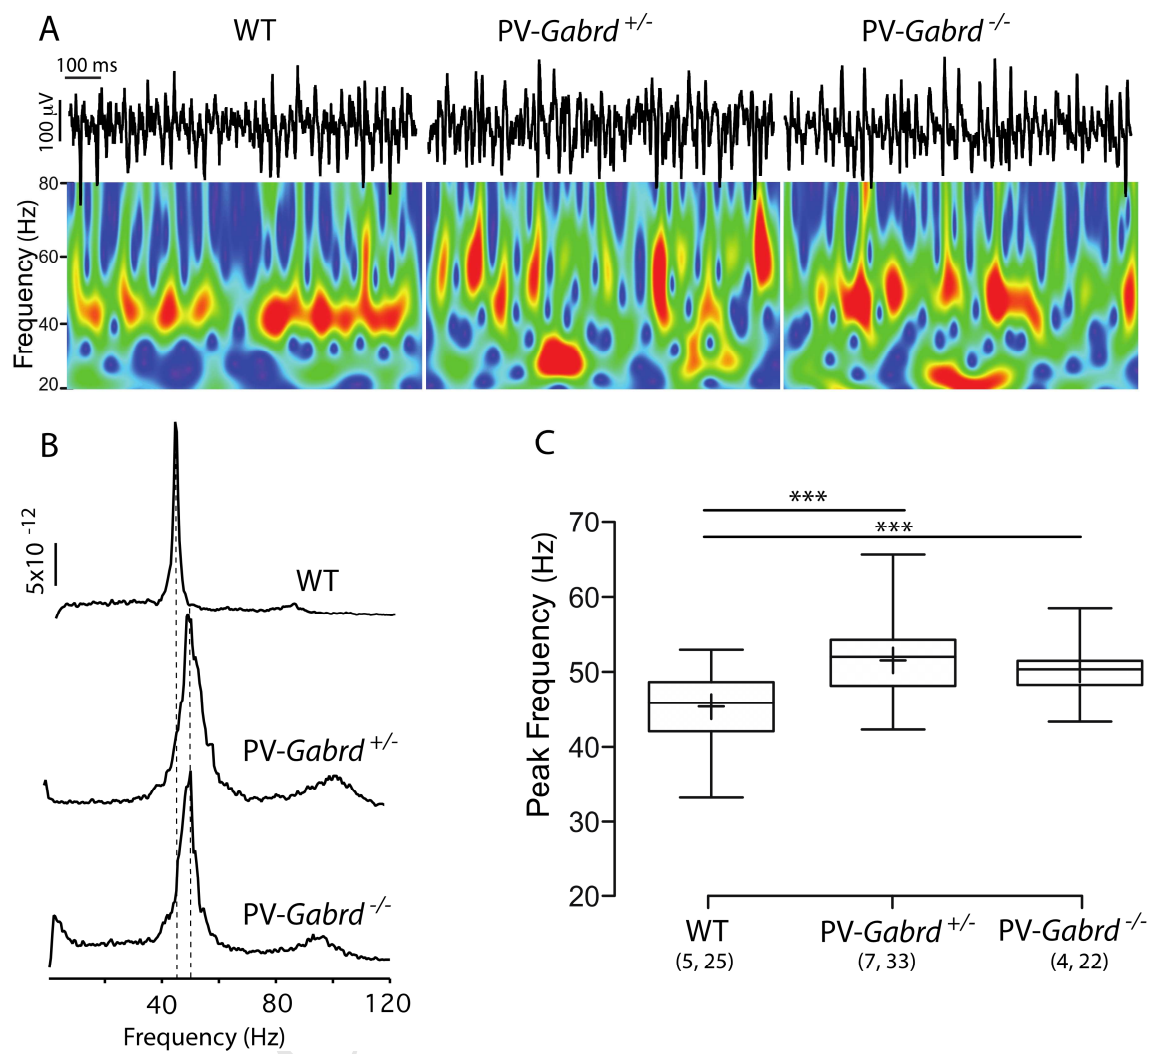 A WT PV-Gabrd +/- PV-Gabrd -/-
100 ms
100 µV
80
60
40
20
Frequency (Hz)
B
5x10 -12
WT
PV-Gabrd +/-
PV-Gabrd -/-
40 80 120
Frequency (Hz)
C
***
***
70
60
50
40
30
20
Peak Frequency (Hz)
WT PV-Gabrd +/- PV-Gabrd -/-
(5, 25) (7, 33) (4, 22)